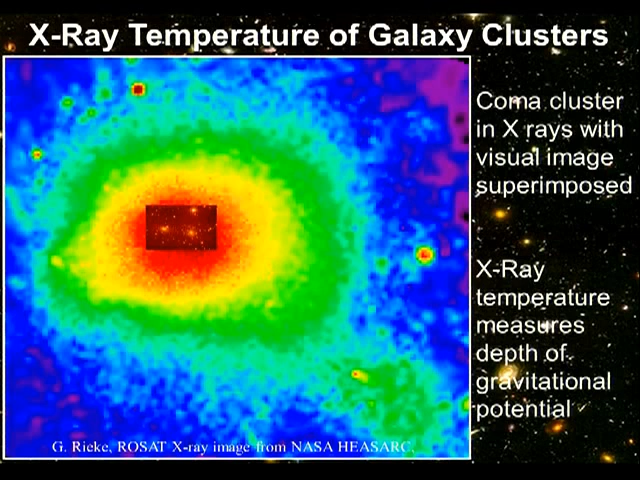 X-Ray Temperature of Galaxy Clusters
Coma cluster
in X rays with
visual image
superimposed
X-Ray
temperature
measures
depth of
gravitational
potential
G. Rieke, ROSAT X-ray image from NASA HEASARC,